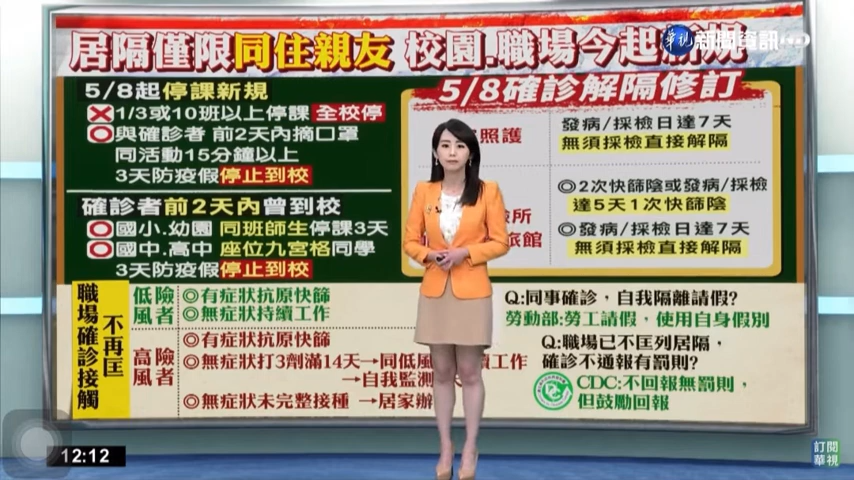 華視新聞資訊HD
居隔僅限同住親友 校園.職場今起新規
5/8起停課新規
1/3或10班以上停課 全校停
與確診者 前2天內摘口罩
同活動15分鐘以上
3天防疫假停止到校
確診者前2天內曾到校
國小.幼園 同班師生停課3天
國中.高中 座位九宮格同學
3天防疫假停止到校
5/8確診解隔修訂
照護
發病/採檢日達7天
無須採檢直接解隔
所
旅館
◎2次快篩陰或發病/採檢
達5天1次快篩陰
◎發病/採檢日達7天
無須採檢直接解隔
職場確診接觸
不再匡
低險
風者
◎有症狀抗原快篩
◎無症狀持續工作
高險
風者
◎有症狀抗原快篩
◎無症狀打3劑滿14天→同低風 續工作
→自我監測
◎無症狀未完整接種 →居家辦
Q:同事確診，自我隔離請假?
勞動部:勞工請假，使用自身假別
Q:職場已不匡列居隔，
確診不通報有罰則?
CDC:不回報無罰則，
但鼓勵回報
12:12
訂閱
華視